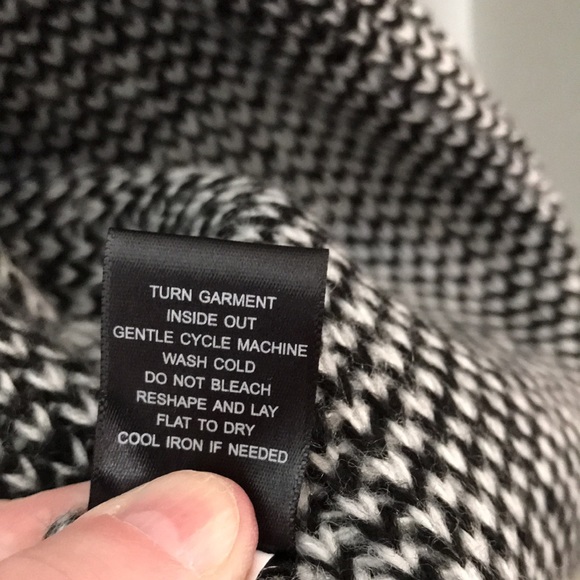 TURN GARMENT
INSIDE OUT
GENTLE CYCLE MACHINE
WASH COLD
DO NOT BLEACH
RESHAPE AND LAY
FLAT TO DRY
COOL IRON IF NEEDED